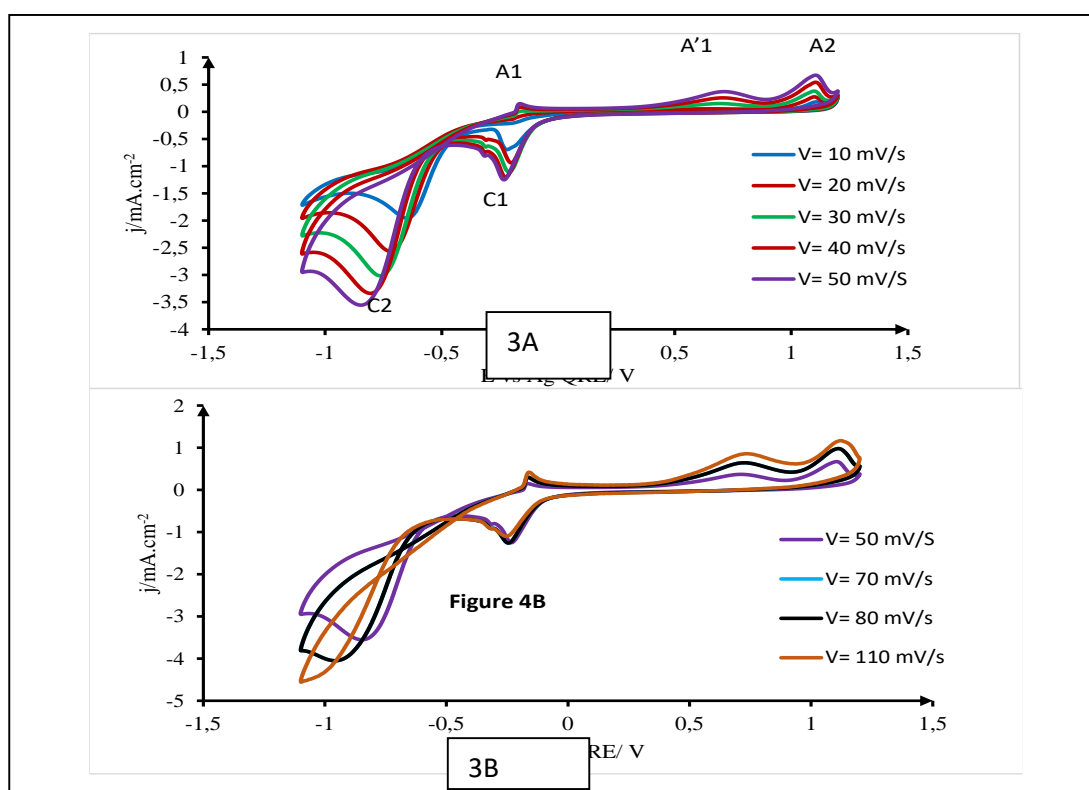 A'1 A2
A1
1
0.5
0
-0.5
-1
-1.5
-2
-2.5
-3
-3.5
-4
j/mA.cm-2
C1
C2
V= 10 mV/s
V= 20 mV/s
V= 30 mV/s
V= 40 mV/s
V= 50 mV/S
-1,5 -1 -0,5 0,5 1 1,5
3A
Ag QRE/ V
2
1
0
-1
-2
-3
-4
-5
j/mA.cm-2
Figure 4B
V= 50 mV/S
V= 70 mV/s
V= 80 mV/s
V= 110 mV/s
-1,5 -1 -0,5 0 0,5 1 1,5
3B
RE/ V